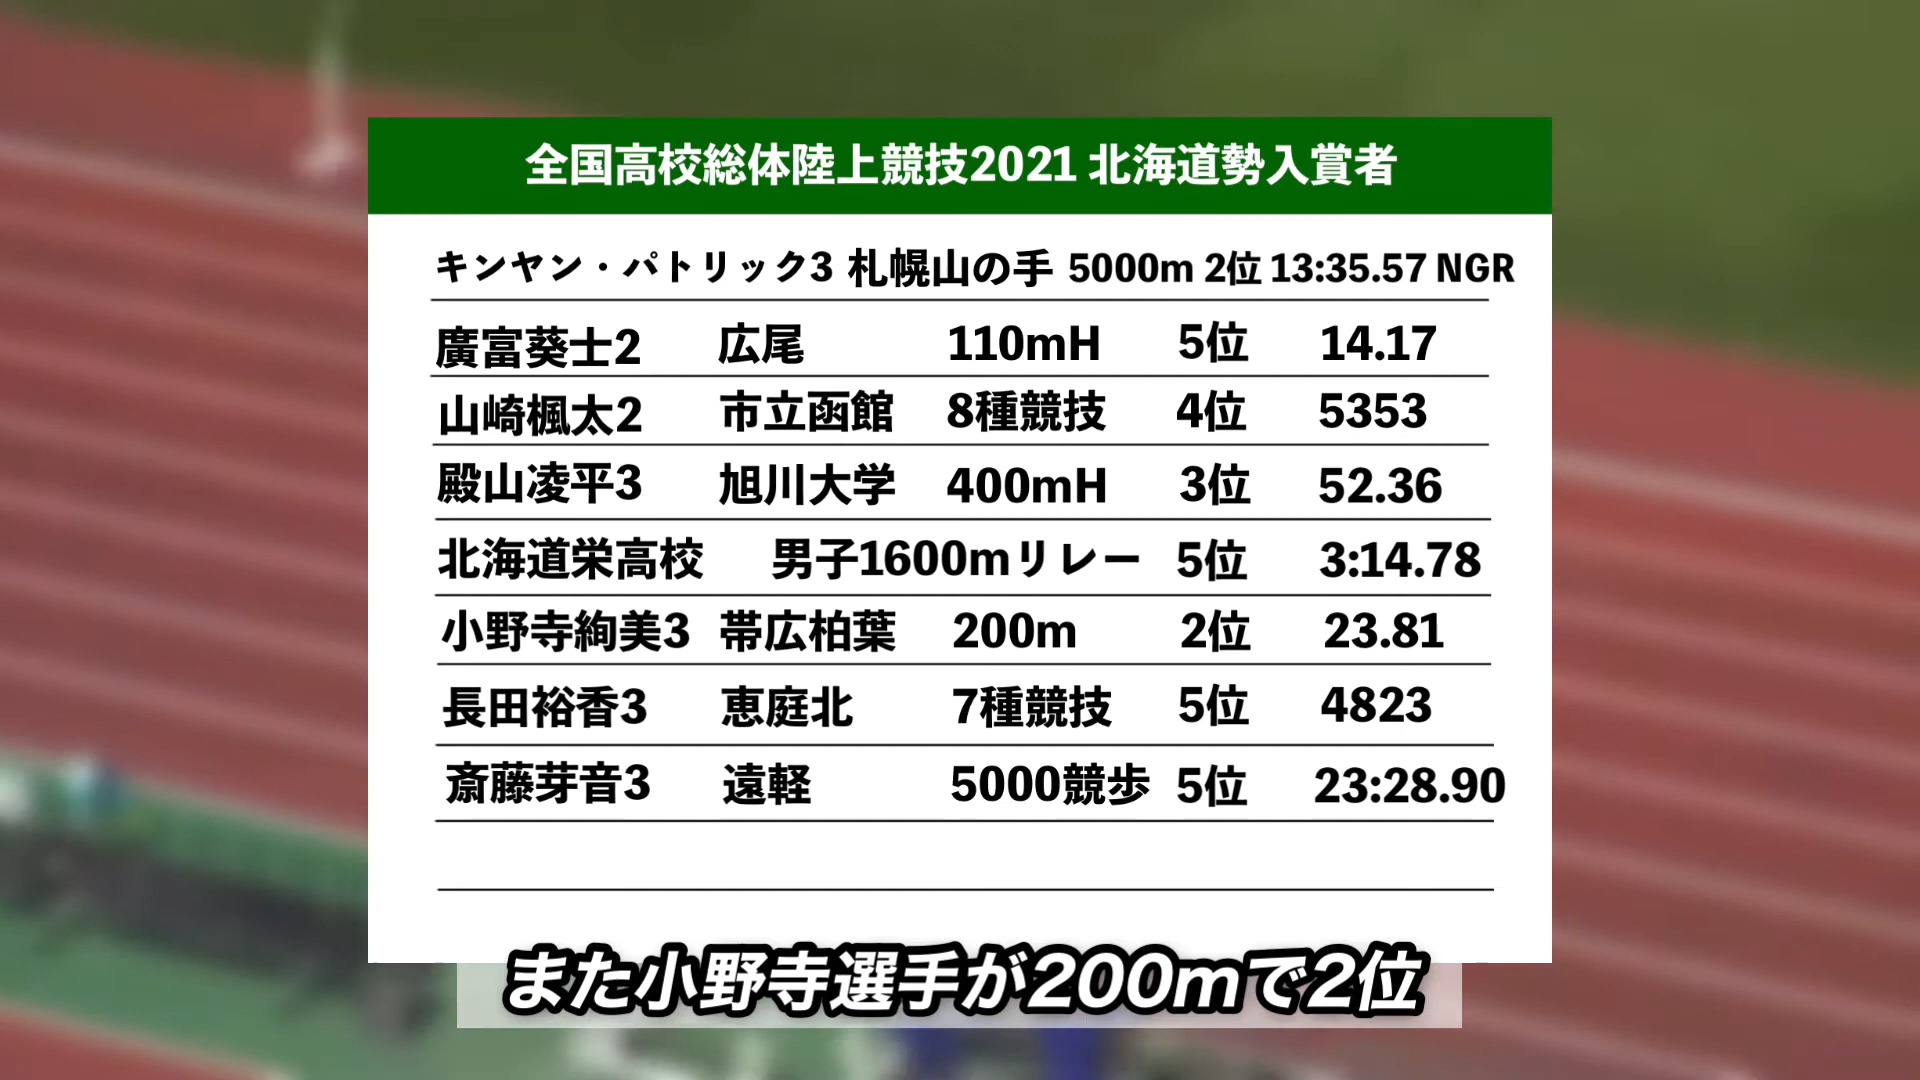 全国高校総体陸上競技2021 北海道勢入賞者
キンヤン・パトリック3 札幌山の手 5000m 2位 13:35.57 NGR
廣富葵士2 広尾 110mH 5位 14.17
山崎楓太2 市立函館 8種競技 4位 5353
殿山凌平3 旭川大学 400mH 3位 52.36
北海道栄高校 男子1600mリレー 5位 3:14.78
小野寺絢美3 帯広柏葉 200m 2位 23.81
長田裕香3 恵庭北 7種競技 5位 4823
斎藤芽音3 遠軽 5000競歩 5位 23:28.90
また小野寺選手が200mで2位